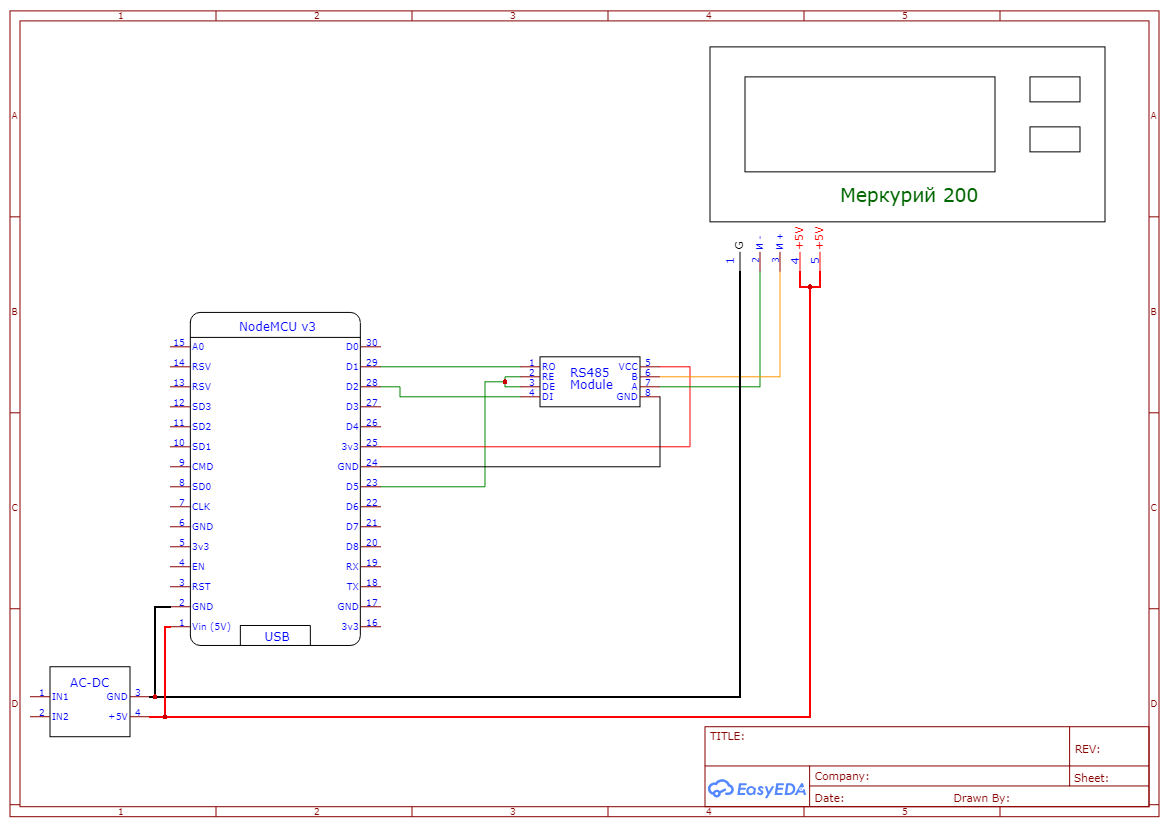 1 2 3 4 5
A A
B B
C C
D D
Меркурий 200
1 G
2 И -
3 И +
4 +5V
5 +5V
NodeMCU v3
15 A0 D0 30
14 RSV D1 29
13 RSV D2 28
12 SD3 D3 27
11 SD2 D4 26
10 SD1 3v3 25
9 CMD GND 24
8 SD0 D5 23
7 CLK D6 22
6 GND D7 21
5 3v3 D8 20
4 EN RX 19
3 RST TX 18
2 GND GND 17
1 Vin (5V) 3v3 16
USB
RS485
Module
1 RO VCC 5
2 RE B 6
3 DE A 7
4 DI GND 8
AC-DC
1 IN1 GND 3
2 IN2 +5V 4
TITLE:
REV:
EasyEDA
Company:
Sheet:
Date: Drawn By:
1 2 3 4 5